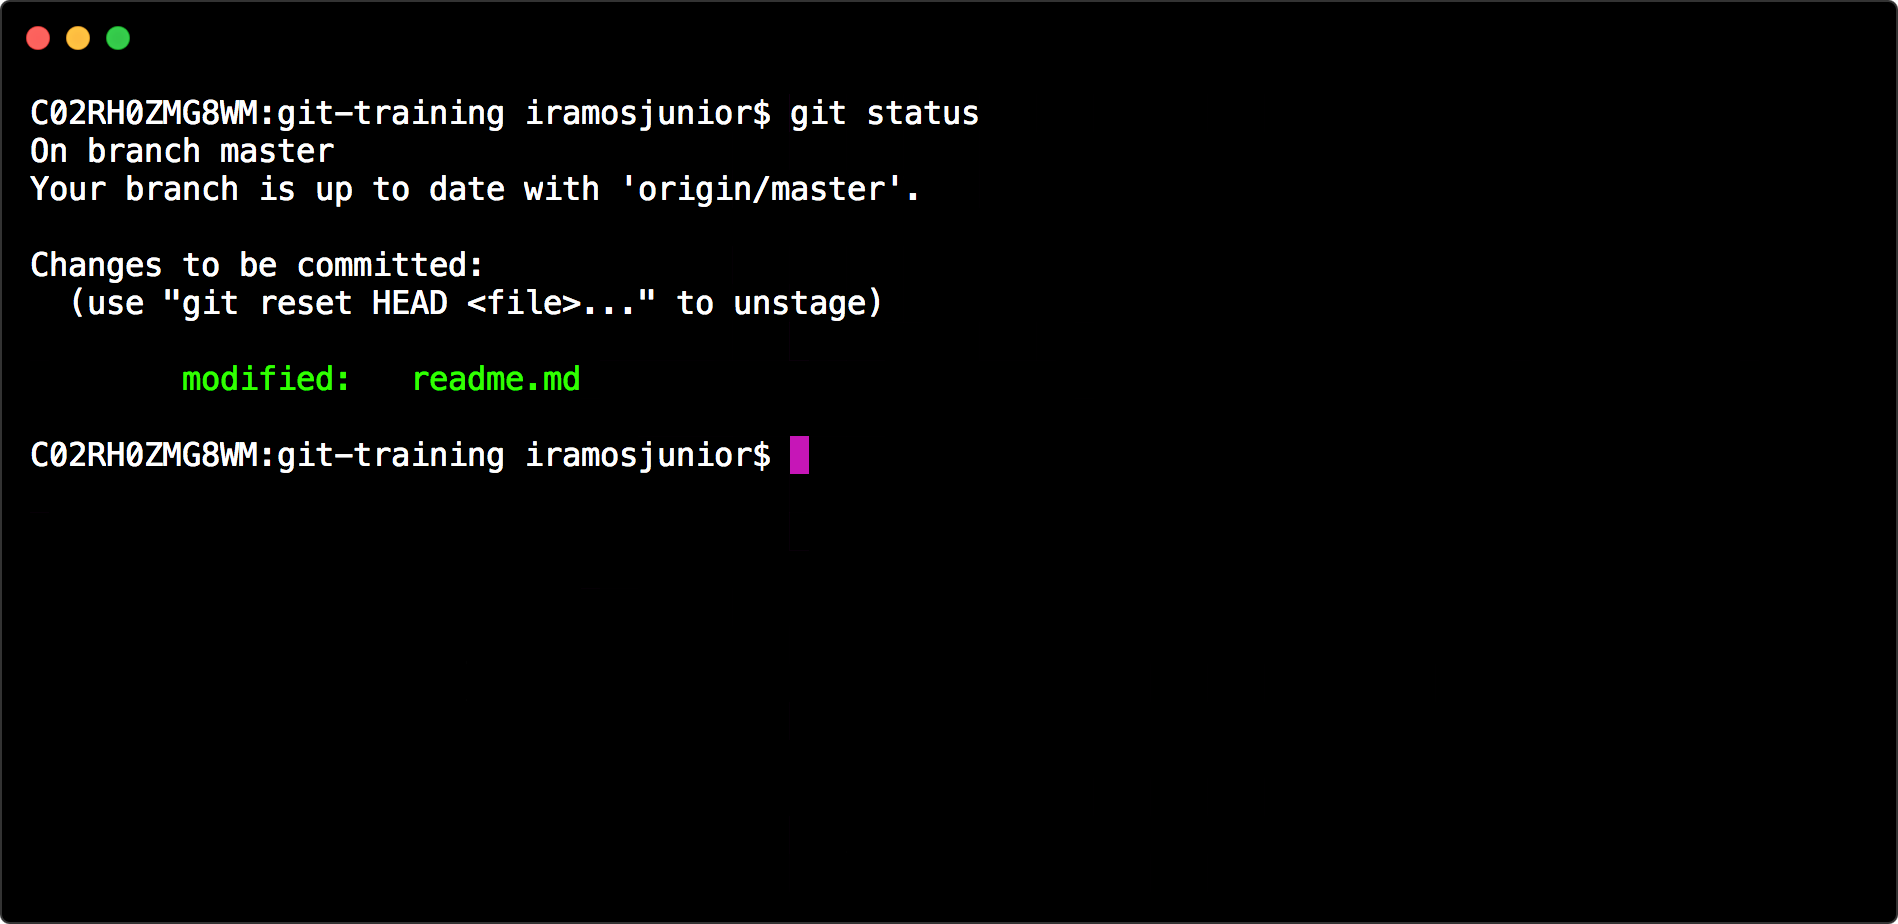 C02RH0ZMG8WM:git-training iramosjunior$ git status
On branch master
Your branch is up to date with 'origin/master'.
Changes to be committed:
  (use "git reset HEAD <file>..." to unstage)
        modified:   readme.md
C02RH0ZMG8WM:git-training iramosjunior$